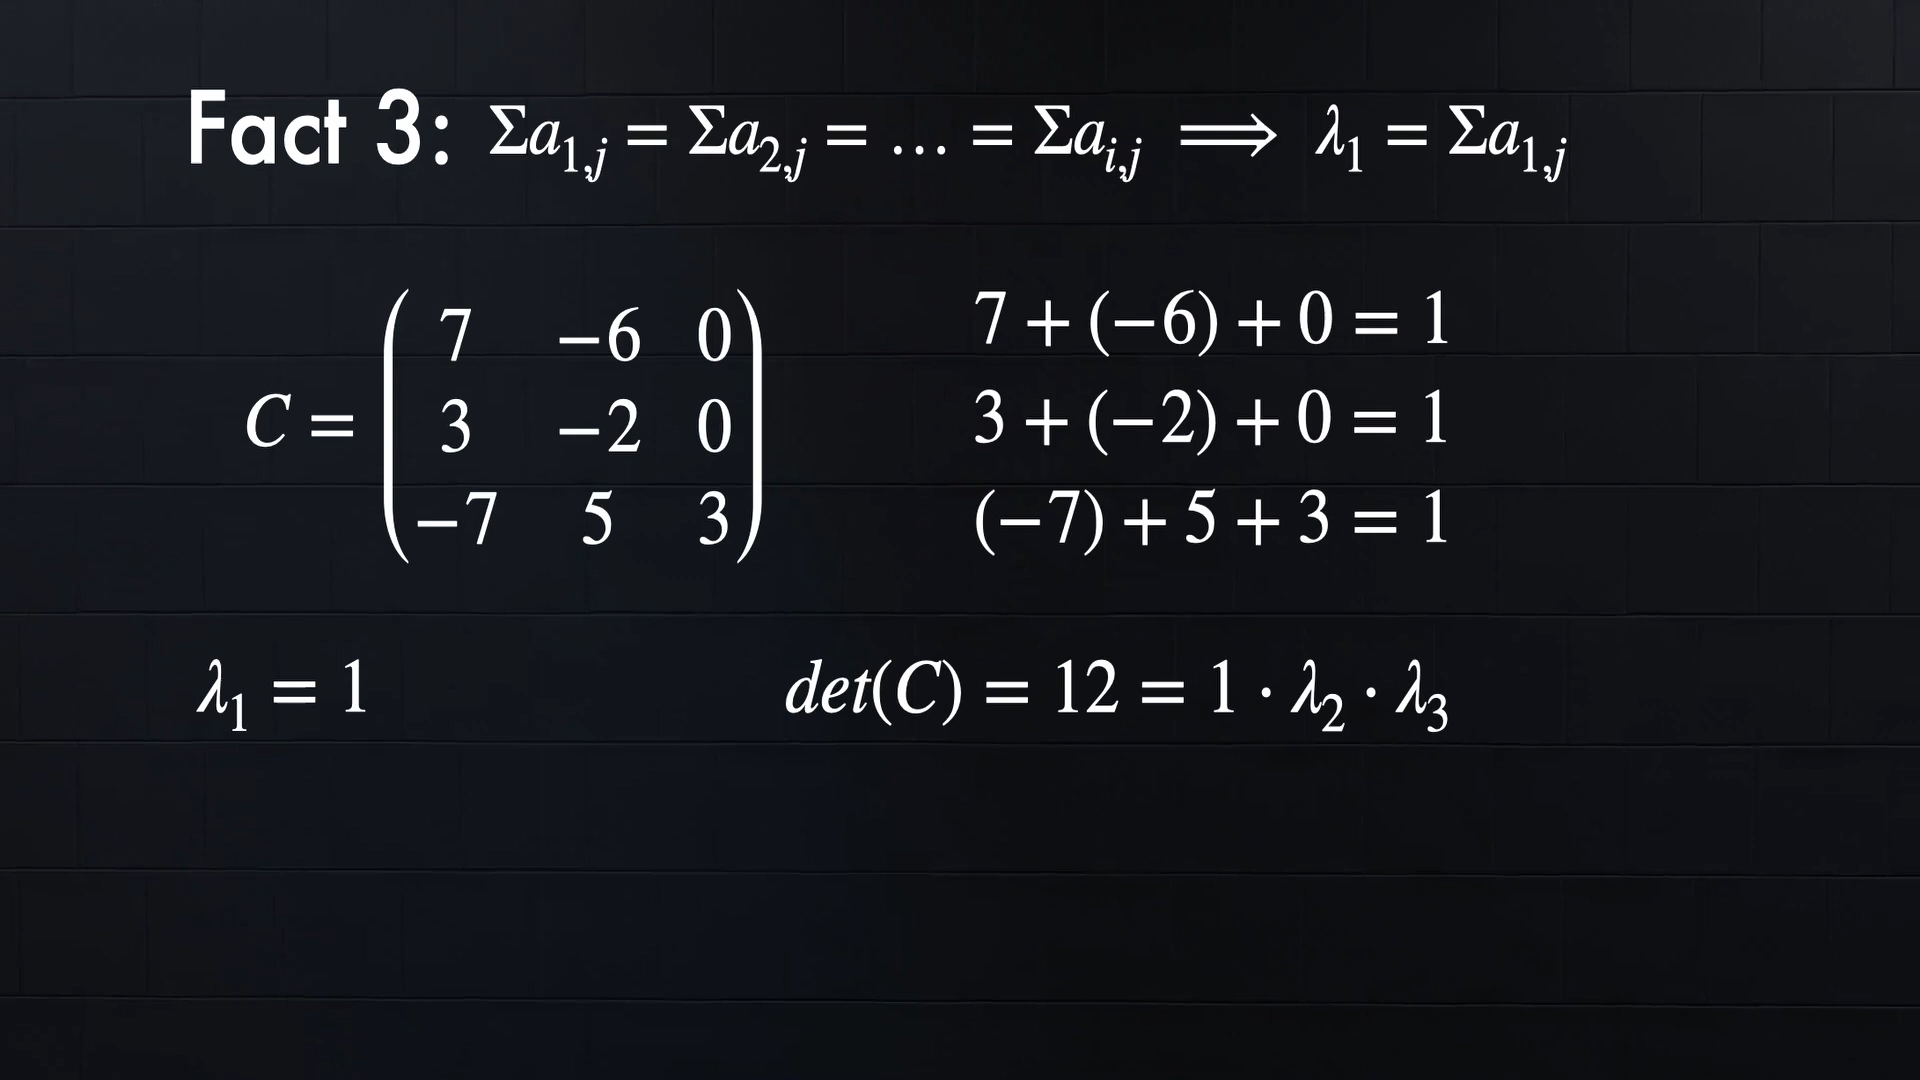 Fact 3: Σa₁,ⱼ = Σa₂,ⱼ = … = Σaᵢ,ⱼ ⟹ λ₁ = Σa₁,ⱼ
7 −6 0
7 + (−6) + 0 = 1
C = 3 −2 0
3 + (−2) + 0 = 1
−7 5 3
(−7) + 5 + 3 = 1
λ₁ = 1
det(C) = 12 = 1 · λ₂ · λ₃